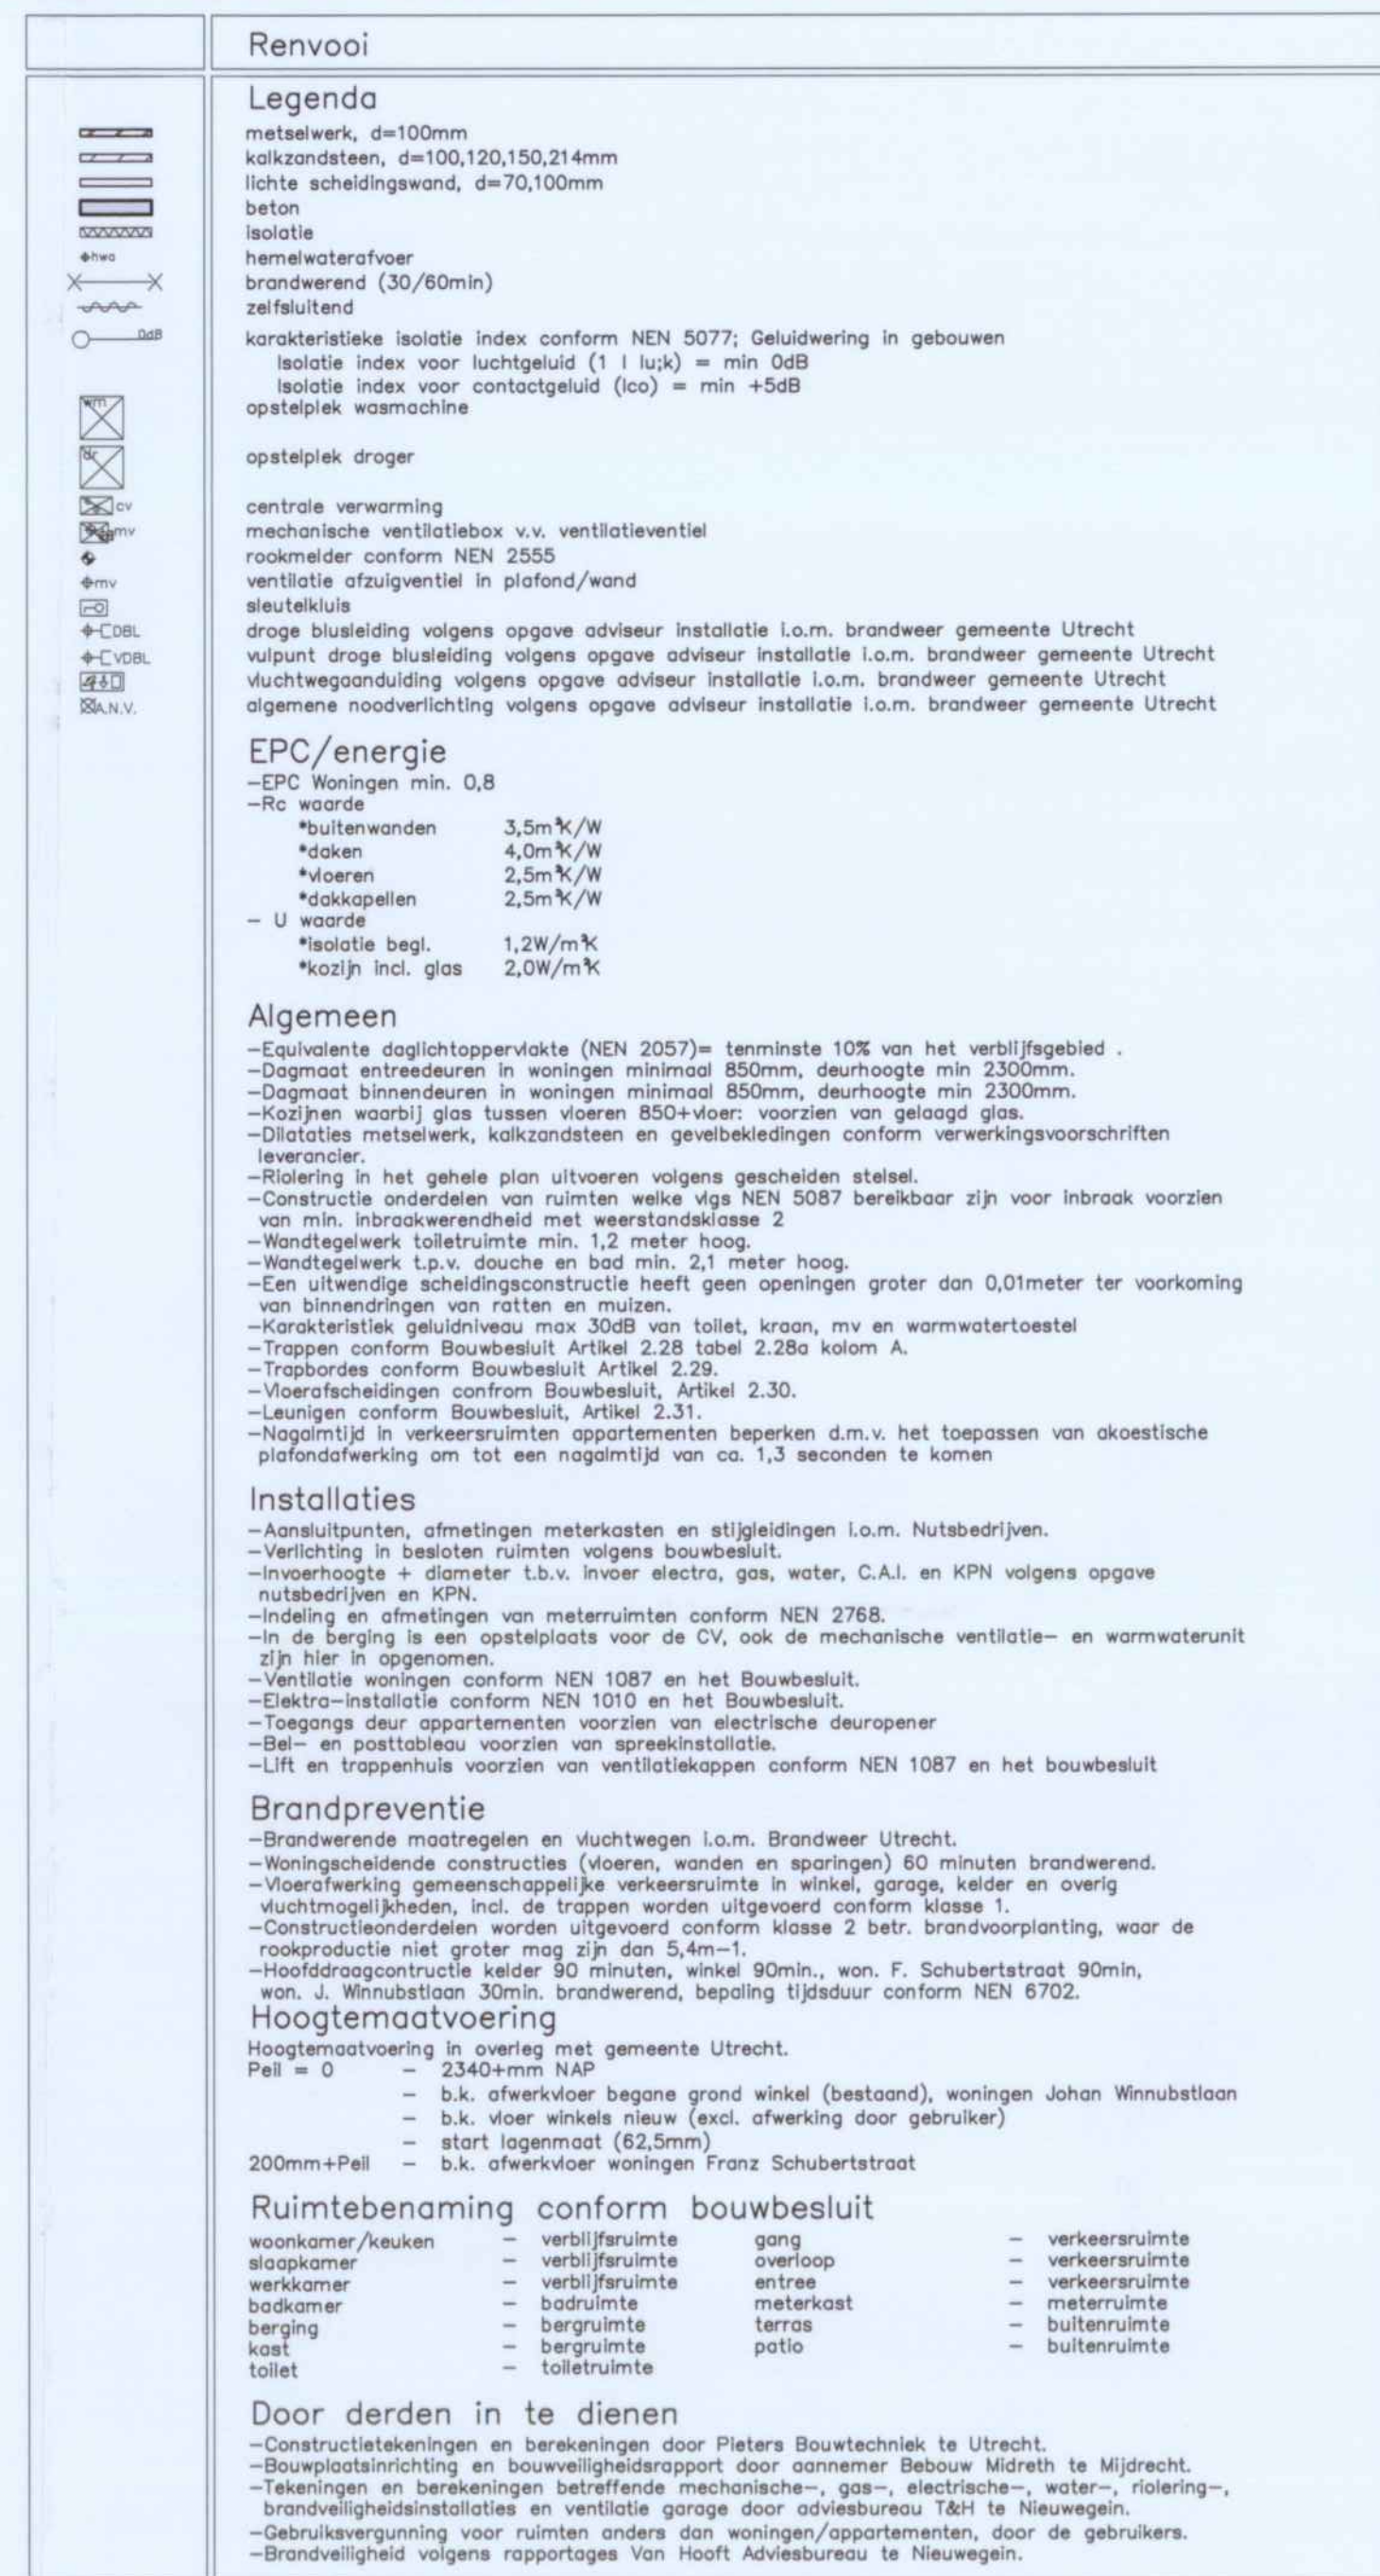 Renvooi
Legenda
metselwerk, d=100mm
kalkzandsteen, d=100,120,150,214mm
lichte scheidingswand, d=70,100mm
beton
isolatie
hwa hemelwaterafvoer
brandwerend (30/60min)
zelfsluitend
0dB karakteristieke isolatie index conform NEN 5077; Geluidwering in gebouwen
Isolatie index voor luchtgeluid (1 I lu;k) = min 0dB
Isolatie index voor contactgeluid (Ico) = min +5dB
wm opstelplek wasmachine
dr opstelplek droger
cv centrale verwarming
mv mechanische ventilatiebox v.v. ventilatieventiel
rookmelder conform NEN 2555
mv ventilatie afzuigventiel in plafond/wand
sleutelkluis
DBL droge blusleiding volgens opgave adviseur installatie i.o.m. brandweer gemeente Utrecht
VDBL vulpunt droge blusleiding volgens opgave adviseur installatie i.o.m. brandweer gemeente Utrecht
vluchtwegaanduiding volgens opgave adviseur installatie i.o.m. brandweer gemeente Utrecht
A.N.V. algemene noodverlichting volgens opgave adviseur installatie i.o.m. brandweer gemeente Utrecht
EPC/energie
-EPC Woningen min. 0,8
-Rc waarde
*buitenwanden 3,5m²K/W
*daken 4,0m²K/W
*vloeren 2,5m²K/W
*dakkapellen 2,5m²K/W
- U waarde
*isolatie begl. 1,2W/m²K
*kozijn incl. glas 2,0W/m²K
Algemeen
-Equivalente daglichtoppervlakte (NEN 2057)= tenminste 10% van het verblijfsgebied .
-Dagmaat entreedeuren in woningen minimaal 850mm, deurhoogte min 2300mm.
-Dagmaat binnendeuren in woningen minimaal 850mm, deurhoogte min 2300mm.
-Kozijnen waarbij glas tussen vloeren 850+vloer: voorzien van gelaagd glas.
-Dilataties metselwerk, kalkzandsteen en gevelbekledingen conform verwerkingsvoorschriften
leverancier.
-Riolering in het gehele plan uitvoeren volgens gescheiden stelsel.
-Constructie onderdelen van ruimten welke vlgs NEN 5087 bereikbaar zijn voor inbraak voorzien
van min. inbraakwerendheid met weerstandsklasse 2
-Wandtegelwerk toiletruimte min. 1,2 meter hoog.
-Wandtegelwerk t.p.v. douche en bad min. 2,1 meter hoog.
-Een uitwendige scheidingsconstructie heeft geen openingen groter dan 0,01meter ter voorkoming
van binnendringen van ratten en muizen.
-Karakteristiek geluidniveau max 30dB van toilet, kraan, mv en warmwatertoestel
-Trappen conform Bouwbesluit Artikel 2.28 tabel 2.28a kolom A.
-Trapbordes conform Bouwbesluit Artikel 2.29.
-Vloerafscheidingen confrom Bouwbesluit, Artikel 2.30.
-Leunigen conform Bouwbesluit, Artikel 2.31.
-Nagalmtijd in verkeersruimten appartementen beperken d.m.v. het toepassen van akoestische
plafondafwerking om tot een nagalmtijd van ca. 1,3 seconden te komen
Installaties
-Aansluitpunten, afmetingen meterkasten en stijgleidingen i.o.m. Nutsbedrijven.
-Verlichting in besloten ruimten volgens bouwbesluit.
-Invoerhoogte + diameter t.b.v. invoer electra, gas, water, C.A.I. en KPN volgens opgave
nutsbedrijven en KPN.
-Indeling en afmetingen van meterruimten conform NEN 2768.
-In de berging is een opstelplaats voor de CV, ook de mechanische ventilatie- en warmwaterunit
zijn hier in opgenomen.
-Ventilatie woningen conform NEN 1087 en het Bouwbesluit.
-Elektra-installatie conform NEN 1010 en het Bouwbesluit.
-Toegangs deur appartementen voorzien van electrische deuropener
-Bel- en posttableau voorzien van spreekinstallatie.
-Lift en trappenhuis voorzien van ventilatiekappen conform NEN 1087 en het bouwbesluit
Brandpreventie
-Brandwerende maatregelen en vluchtwegen i.o.m. Brandweer Utrecht.
-Woningscheidende constructies (vloeren, wanden en sparingen) 60 minuten brandwerend.
-Vloerafwerking gemeenschappelijke verkeersruimte in winkel, garage, kelder en overig
vluchtmogelijkheden, incl. de trappen worden uitgevoerd conform klasse 1.
-Constructieonderdelen worden uitgevoerd conform klasse 2 betr. brandvoorplanting, waar de
rookproductie niet groter mag zijn dan 5,4m-1.
-Hoofddraagcontructie kelder 90 minuten, winkel 90min., won. F. Schubertstraat 90min,
won. J. Winnubstlaan 30min. brandwerend, bepaling tijdsduur conform NEN 6702.
Hoogtemaatvoering
Hoogtemaatvoering in overleg met gemeente Utrecht.
Peil = 0 - 2340+mm NAP
- b.k. afwerkvloer begane grond winkel (bestaand), woningen Johan Winnubstlaan
- b.k. vloer winkels nieuw (excl. afwerking door gebruiker)
- start lagenmaat (62,5mm)
200mm+Peil - b.k. afwerkvloer woningen Franz Schubertstraat
Ruimtebenaming conform bouwbesluit
woonkamer/keuken - verblijfsruimte gang - verkeersruimte
slaapkamer - verblijfsruimte overloop - verkeersruimte
werkkamer - verblijfsruimte entree - verkeersruimte
badkamer - badruimte meterkast - meterruimte
berging - bergruimte terras - buitenruimte
kast - bergruimte patio - buitenruimte
toilet - toiletruimte
Door derden in te dienen
-Constructietekeningen en berekeningen door Pieters Bouwtechniek te Utrecht.
-Bouwplaatsinrichting en bouwveiligheidsrapport door aannemer Bebouw Midreth te Mijdrecht.
-Tekeningen en berekeningen betreffende mechanische-, gas-, electrische-, water-, riolering-,
brandveiligheidsinstallaties en ventilatie garage door adviesbureau T&H te Nieuwegein.
-Gebruiksvergunning voor ruimten anders dan woningen/appartementen, door de gebruikers.
-Brandveiligheid volgens rapportages Van Hooft Adviesbureau te Nieuwegein.